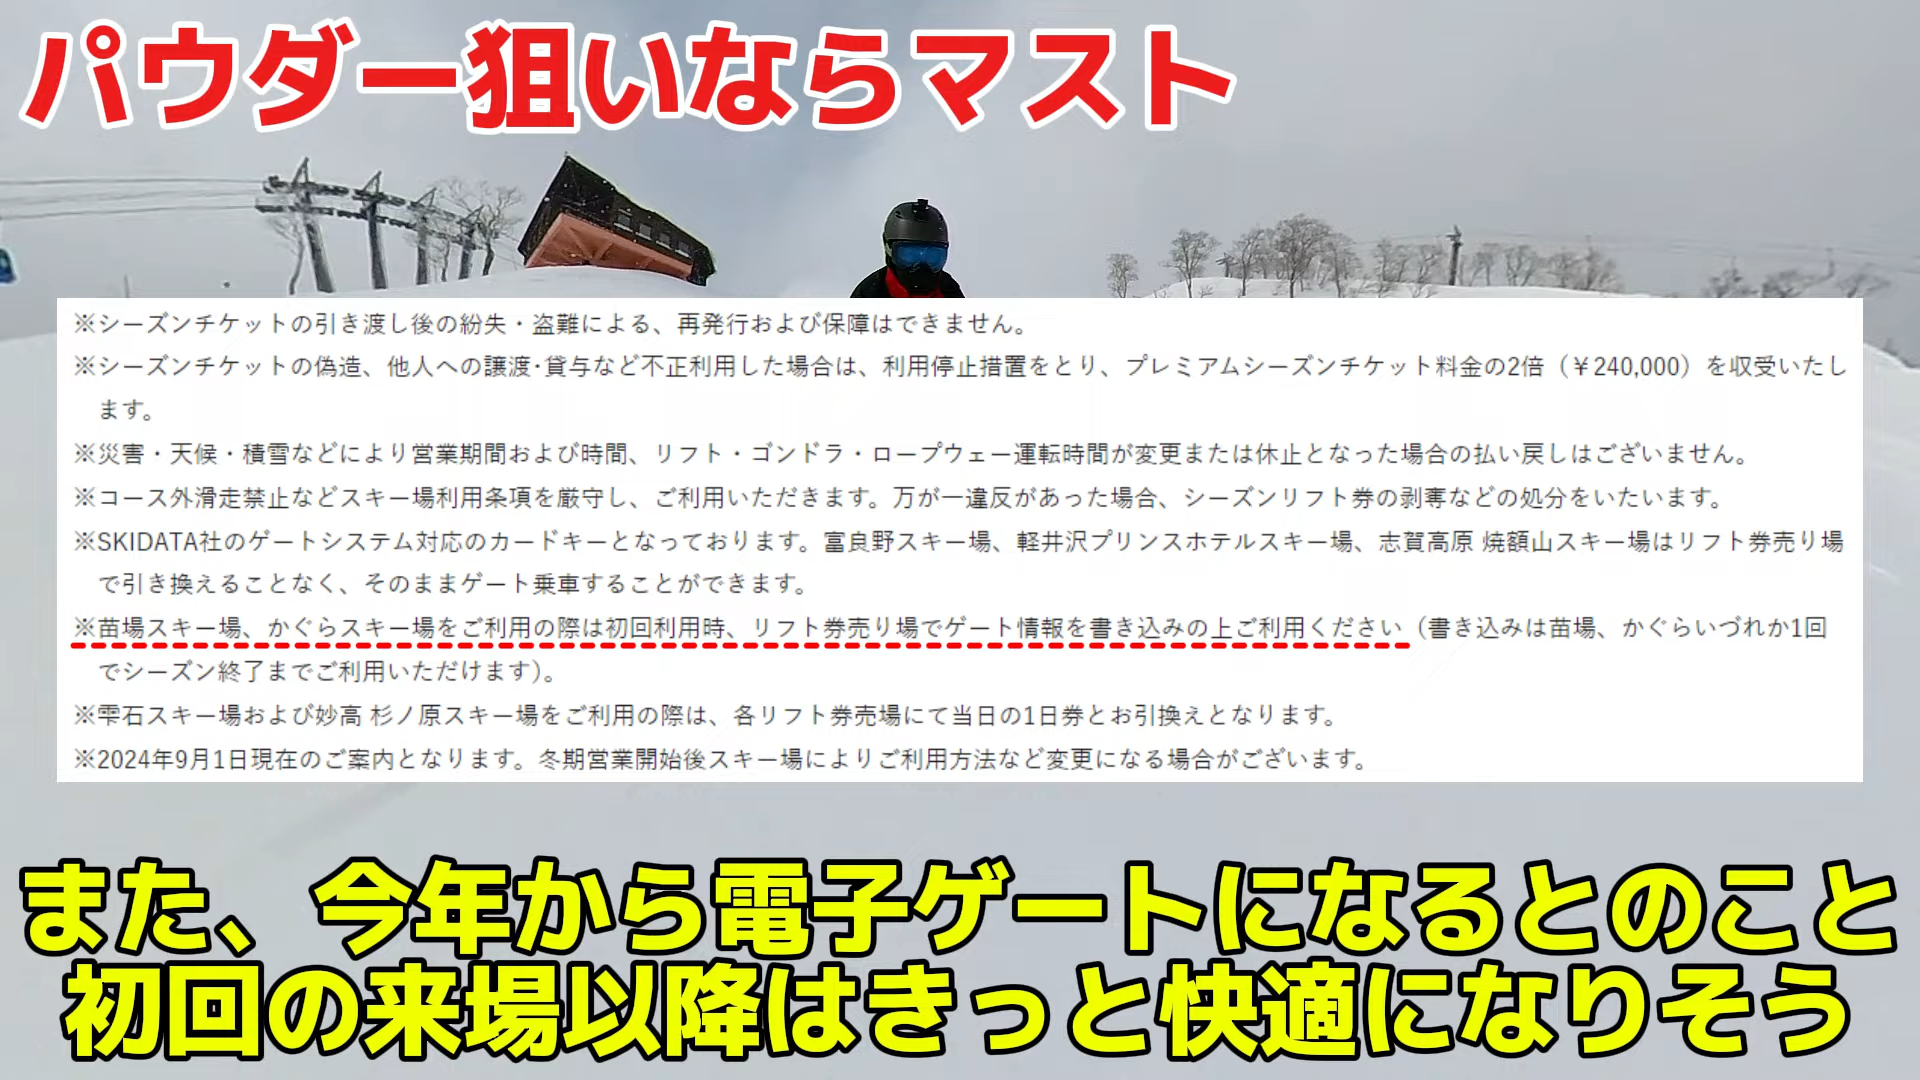 パウダー狙いならマスト
※シーズンチケットの引き渡し後の紛失・盗難による、再発行および保障はできません。
※シーズンチケットの偽造、他人への譲渡･貸与など不正利用した場合は、利用停止措置をとり、プレミアムシーズンチケット料金の2倍（￥240,000）を収受いたし
ます。
※災害・天候・積雪などにより営業期間および時間、リフト・ゴンドラ・ロープウェー運転時間が変更または休止となった場合の払い戻しはございません。
※コース外滑走禁止などスキー場利用条項を厳守し、ご利用いただきます。万が一違反があった場合、シーズンリフト券の剥奪などの処分をいたいます。
※SKIDATA社のゲートシステム対応のカードキーとなっております。富良野スキー場、軽井沢プリンスホテルスキー場、志賀高原 焼額山スキー場はリフト券売り場
で引き換えることなく、そのままゲート乗車することができます。
※苗場スキー場、かぐらスキー場をご利用の際は初回利用時、リフト券売り場でゲート情報を書き込みの上ご利用ください（書き込みは苗場、かぐらいづれか1回
でシーズン終了までご利用いただけます）。
※雫石スキー場および妙高 杉ノ原スキー場をご利用の際は、各リフト券売場にて当日の1日券とお引換えとなります。
※2024年9月1日現在のご案内となります。冬期営業開始後スキー場によりご利用方法など変更になる場合がございます。
また、今年から電子ゲートになるとのこと
初回の来場以降はきっと快適になりそう